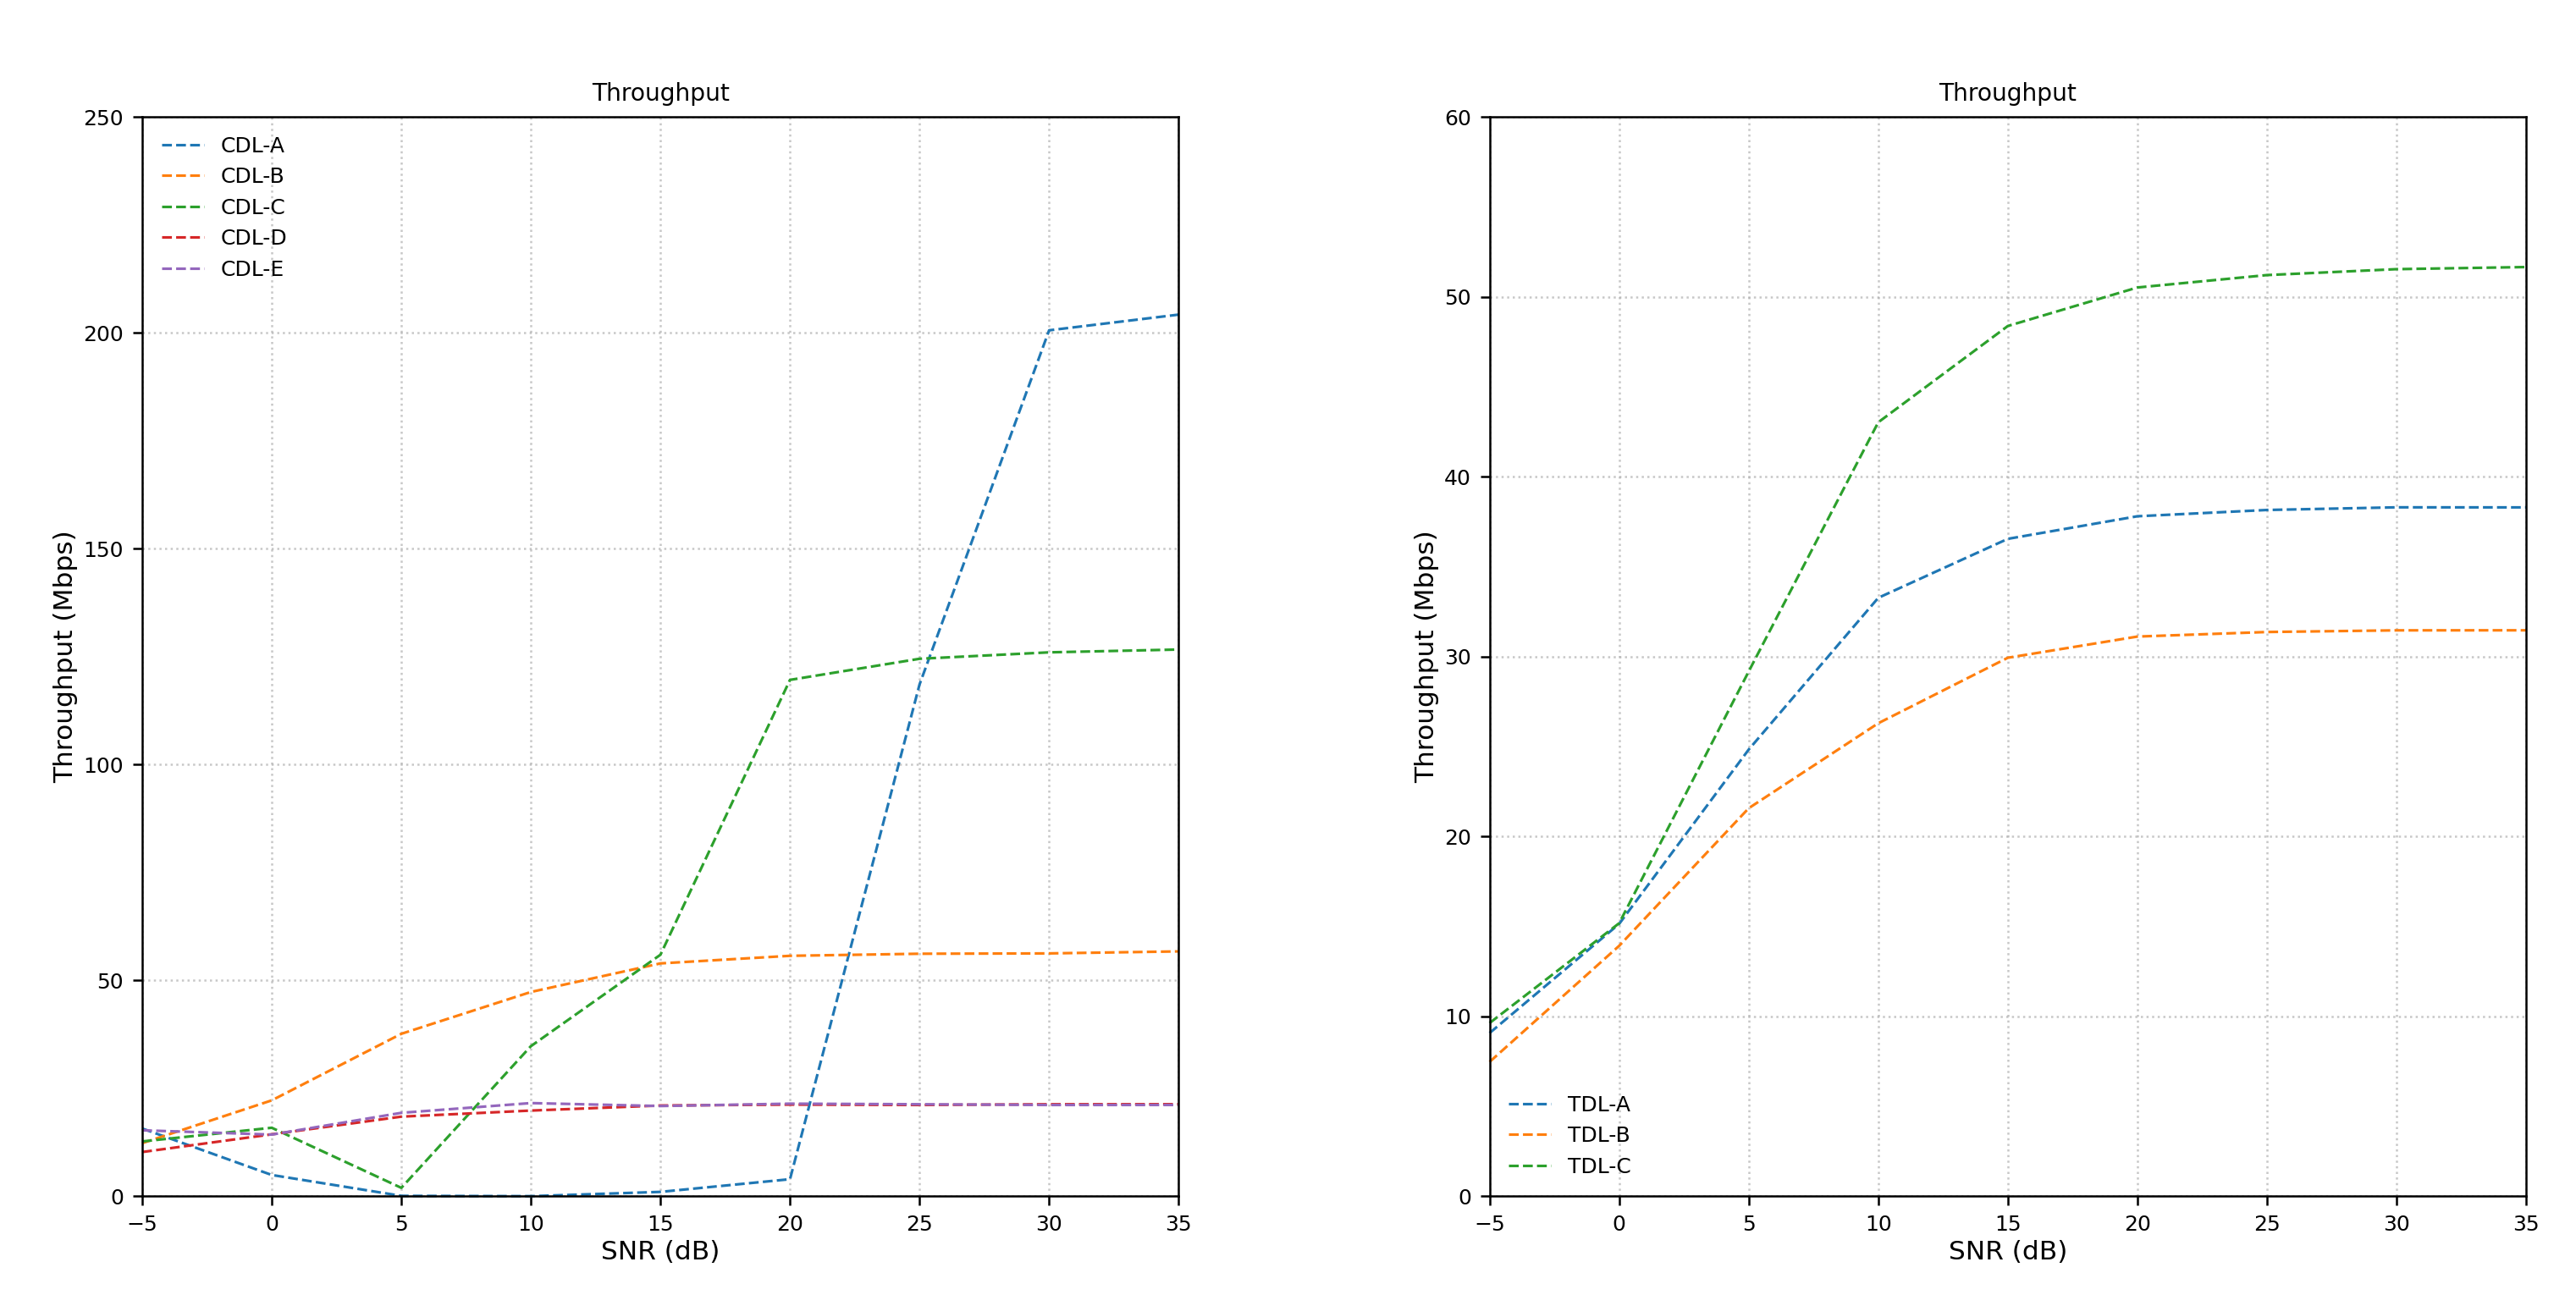 Throughput
250
200
150
100
50
0
Throughput (Mbps)
CDL-A
CDL-B
CDL-C
CDL-D
CDL-E
−5 0 5 10 15 20 25 30 35
SNR (dB)
Throughput
60
50
40
30
20
10
0
Throughput (Mbps)
TDL-A
TDL-B
TDL-C
−5 0 5 10 15 20 25 30 35
SNR (dB)